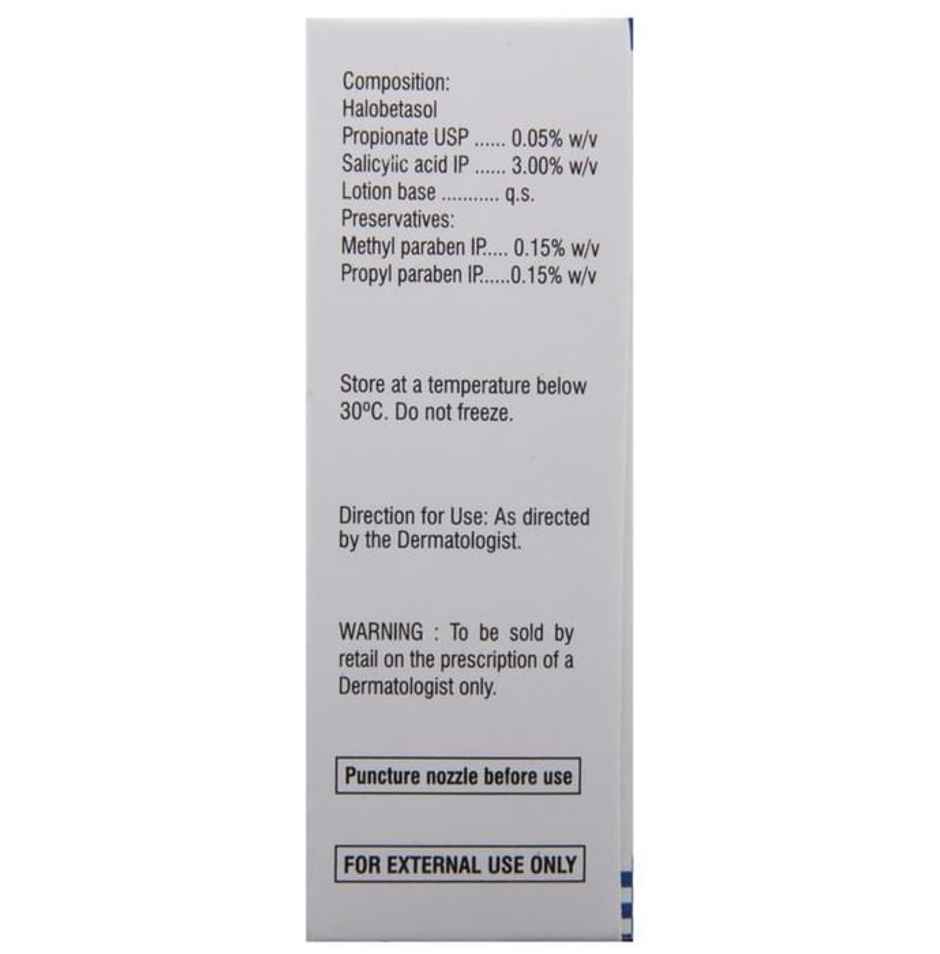 Composition:
Halobetasol
Propionate USP ...... 0.05% w/v
Salicylic acid IP ...... 3.00% w/v
Lotion base ........... q.s.
Preservatives:
Methyl paraben IP..... 0.15% w/v
Propyl paraben IP......0.15% w/v
Store at a temperature below
30ºC. Do not freeze.
Direction for Use: As directed
by the Dermatologist.
WARNING : To be sold by
retail on the prescription of a
Dermatologist only.
Puncture nozzle before use
FOR EXTERNAL USE ONLY